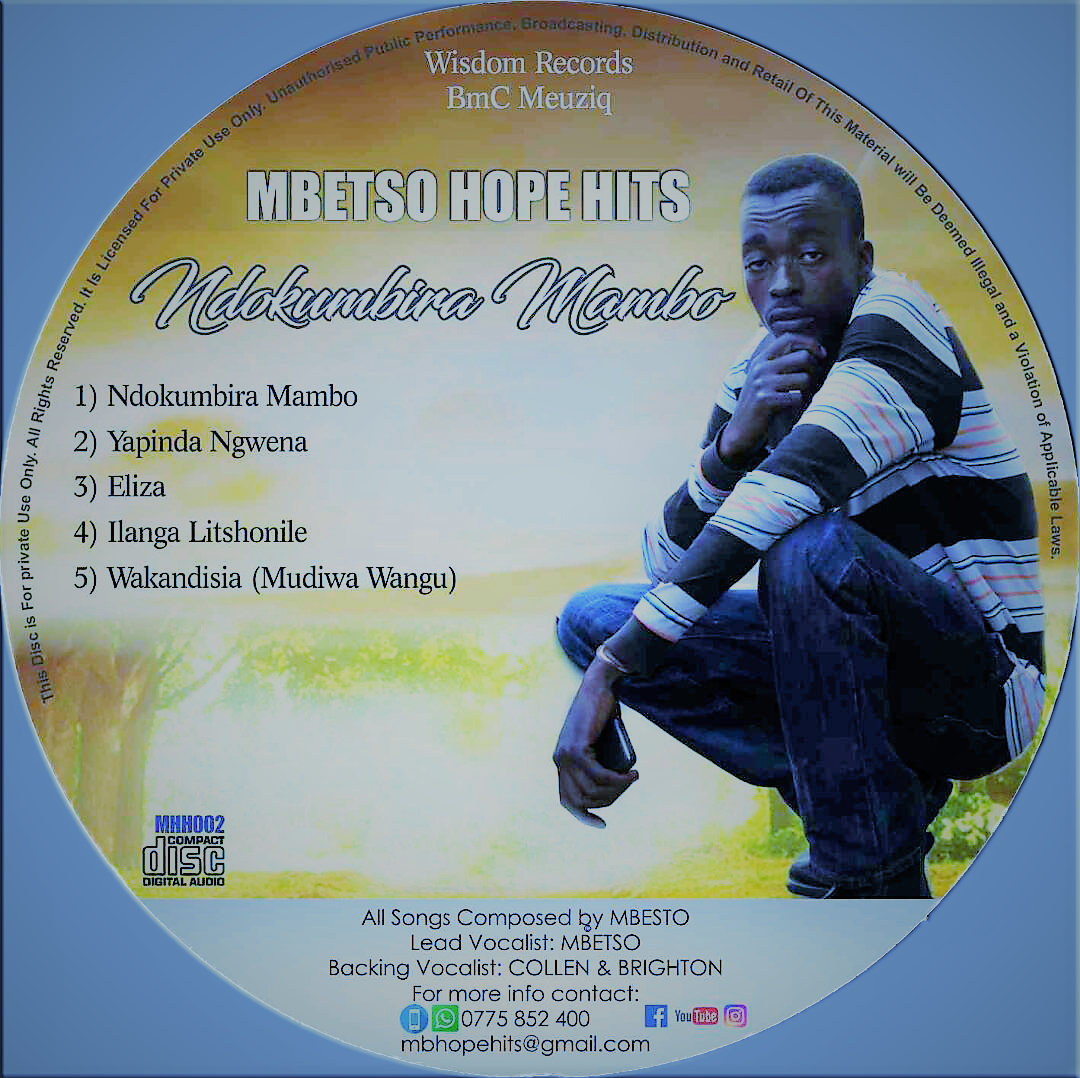 This Disc is For private Use Only. All Rights Reserved. It Is Licensed For Private Use Only. Unauthorised Public Performance, Broadcasting, Distribution and Retail Of This Material will Be Deemed Illegal and a Violation of Applicable Laws.
Wisdom Records
BmC Meuziq
MBETSO HOPE HITS
Ndokumbira Mambo
1) Ndokumbira Mambo
2) Yapinda Ngwena
3) Eliza
4) Ilanga Litshonile
5) Wakandisia (Mudiwa Wangu)
MHH002
COMPACT
disc
DIGITAL AUDIO
All Songs Composed by MBESTO
Lead Vocalist: MBETSO
Backing Vocalist: COLLEN & BRIGHTON
For more info contact:
0775 852 400 f YouTube
mbhopehits@gmail.com